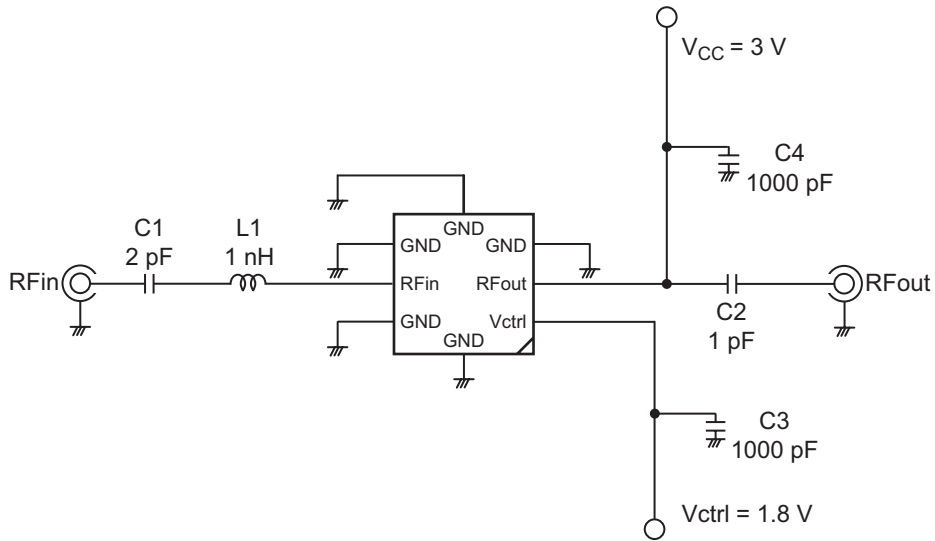 VCC = 3 V
C4
1000 pF
C1
2 pF
L1
1 nH
GND
GND
GND
RFin
RFin
RFout
RFout
GND
Vctrl
GND
C2
1 pF
C3
1000 pF
Vctrl = 1.8 V